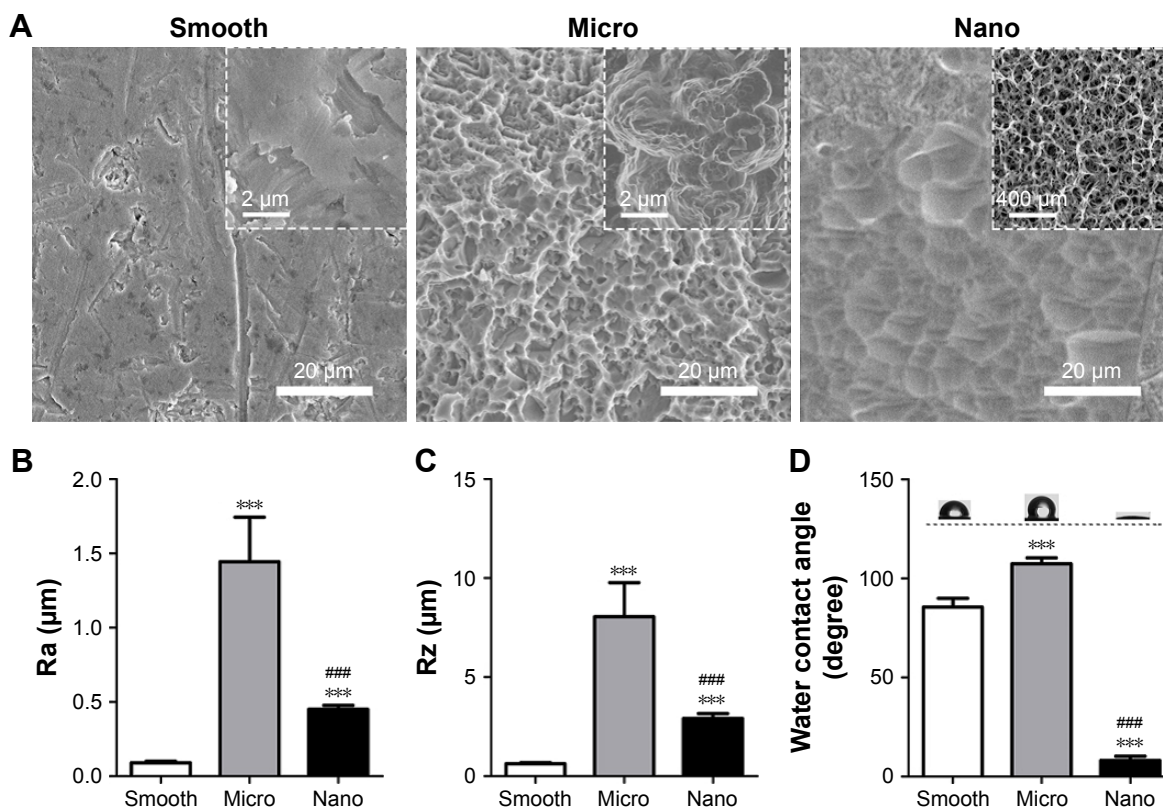 A
Smooth
Micro
Nano
2 µm
2 µm
400 µm
20 µm
20 µm
20 µm
B
Ra (µm)
2.0
1.5
1.0
0.5
0.0
***
###
***
Smooth Micro Nano
C
Rz (µm)
15
10
5
0
***
###
***
Smooth Micro Nano
D
Water contact angle
(degree)
150
100
50
0
***
###
***
Smooth Micro Nano